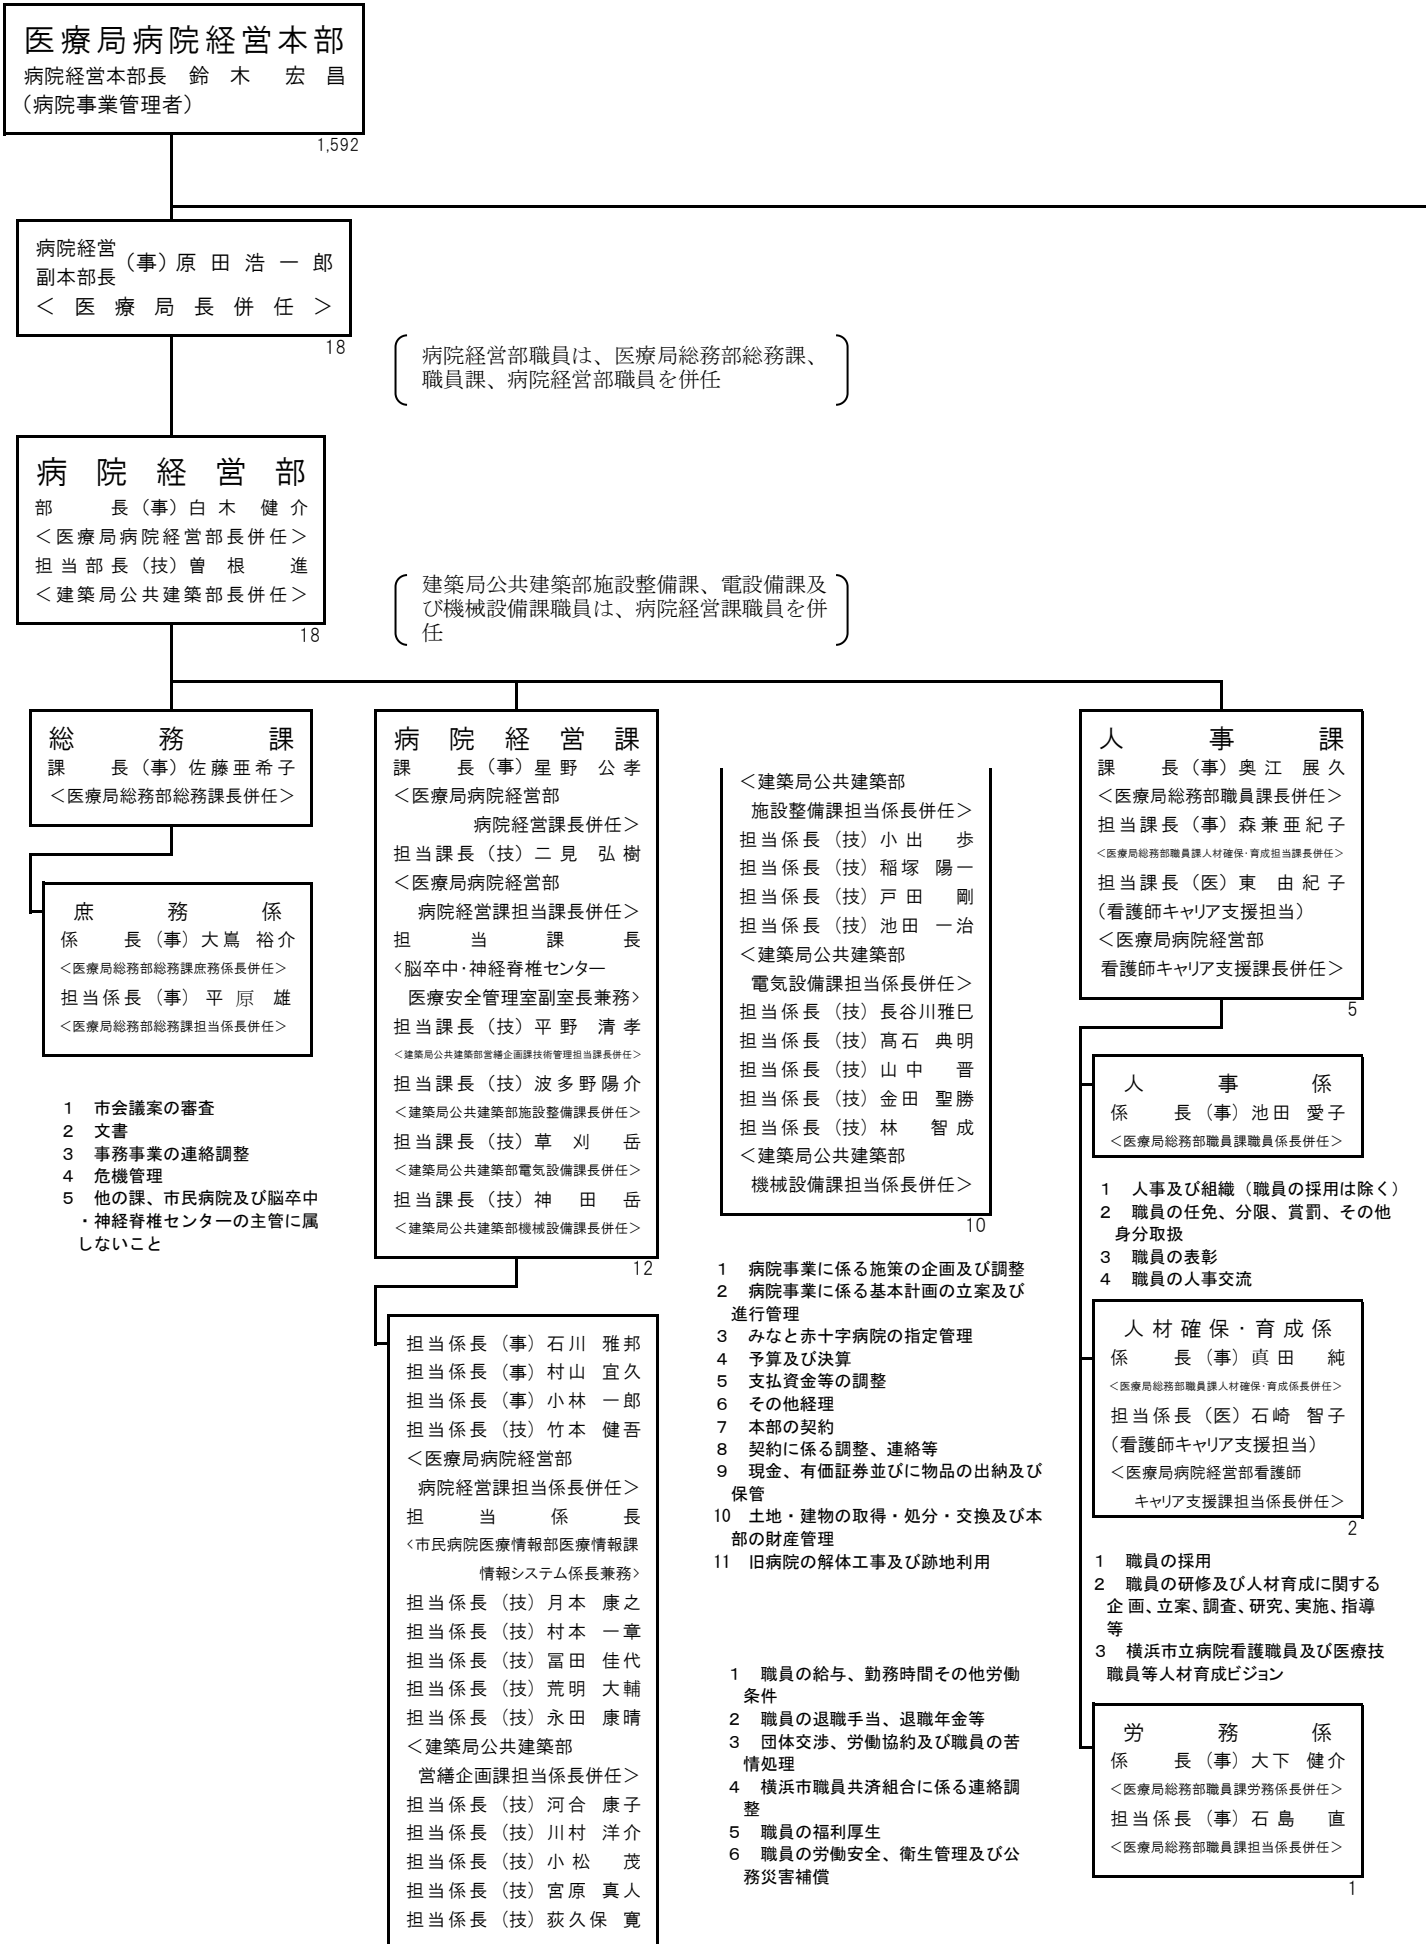 医療局病院経営本部
病院経営本部長 鈴木 宏昌
(病院事業管理者)
1,592
病院経営
副本部長 (事)原田浩一郎
＜医療局長併任＞
18
病院経営部職員は、医療局総務部総務課、
職員課、病院経営部職員を併任
病院経営部
部 長(事)白木 健介
＜医療局病院経営部長併任＞
担当部長(技)曽根 進
＜建築局公共建築部長併任＞
18
建築局公共建築部施設整備課、電設備課及
び機械設備課職員は、病院経営課職員を併
任
総務課
課 長(事)佐藤亜希子
＜医療局総務部総務課長併任＞
庶務係
係 長(事)大嶌 裕介
＜医療局総務部総務課庶務係長併任＞
担当係長(事)平原 雄
＜医療局総務部総務課担当係長併任＞
1 市会議案の審査
2 文書
3 事務事業の連絡調整
4 危機管理
5 他の課、市民病院及び脳卒中
・神経脊椎センターの主管に属
しないこと
病院経営課
課 長(事)星野 公孝
＜医療局病院経営部
病院経営課長併任＞
担当課長(技)二見 弘樹
＜医療局病院経営部
病院経営課担当課長併任＞
担当課長
<脳卒中・神経脊椎センター
医療安全管理室副室長兼務>
担当課長(技)平野 清孝
＜建築局公共建築部営繕企画課技術管理担当課長併任＞
担当課長(技)波多野陽介
＜建築局公共建築部施設整備課長併任＞
担当課長(技)草刈 岳
＜建築局公共建築部電気設備課長併任＞
担当課長(技)神田 岳
＜建築局公共建築部機械設備課長併任＞
12
担当係長(事)石川 雅邦
担当係長(事)村山 宜久
担当係長(事)小林 一郎
担当係長(技)竹本 健吾
＜医療局病院経営部
病院経営課担当係長併任＞
担当係長
<市民病院医療情報部医療情報課
情報システム係長兼務>
担当係長(技)月本 康之
担当係長(技)村本 一章
担当係長(技)冨田 佳代
担当係長(技)荒明 大輔
担当係長(技)永田 康晴
＜建築局公共建築部
営繕企画課担当係長併任＞
担当係長(技)河合 康子
担当係長(技)川村 洋介
担当係長(技)小松 茂
担当係長(技)宮原 真人
担当係長(技)荻久保 寛
＜建築局公共建築部
施設整備課担当係長併任＞
担当係長(技)小出 歩
担当係長(技)稲塚 陽一
担当係長(技)戸田 剛
担当係長(技)池田 一治
＜建築局公共建築部
電気設備課担当係長併任＞
担当係長(技)長谷川雅巳
担当係長(技)髙石 典明
担当係長(技)山中 晋
担当係長(技)金田 聖勝
担当係長(技)林 智成
＜建築局公共建築部
機械設備課担当係長併任＞
10
1 病院事業に係る施策の企画及び調整
2 病院事業に係る基本計画の立案及び
進行管理
3 みなと赤十字病院の指定管理
4 予算及び決算
5 支払資金等の調整
6 その他経理
7 本部の契約
8 契約に係る調整、連絡等
9 現金、有価証券並びに物品の出納及び
保管
10 土地・建物の取得・処分・交換及び本
部の財産管理
11 旧病院の解体工事及び跡地利用
人事課
課 長(事)奥江 展久
＜医療局総務部職員課長併任＞
担当課長(事)森兼亜紀子
＜医療局総務部職員課人材確保・育成担当課長併任＞
担当課長(医)東 由紀子
(看護師キャリア支援担当)
＜医療局病院経営部
看護師キャリア支援課長併任＞
5
人事係
係 長(事)池田 愛子
＜医療局総務部職員課職員係長併任＞
1 人事及び組織(職員の採用は除く)
2 職員の任免、分限、賞罰、その他
身分取扱
3 職員の表彰
4 職員の人事交流
人材確保・育成係
係 長(事)眞田 純
＜医療局総務部職員課人材確保・育成係長併任＞
担当係長(医)石崎 智子
(看護師キャリア支援担当)
＜医療局病院経営部看護師
キャリア支援課担当係長併任＞
2
1 職員の採用
2 職員の研修及び人材育成に関する
企画、立案、調査、研究、実施、指導
等
3 横浜市立病院看護職員及び医療技
職員等人材育成ビジョン
労務係
係 長(事)大下 健介
＜医療局総務部職員課労務係長併任＞
担当係長(事)石島 直
＜医療局総務部職員課担当係長併任＞
1
1 職員の給与、勤務時間その他労働
条件
2 職員の退職手当、退職年金等
3 団体交渉、労働協約及び職員の苦
情処理
4 横浜市職員共済組合に係る連絡調
整
5 職員の福利厚生
6 職員の労働安全、衛生管理及び公
務災害補償